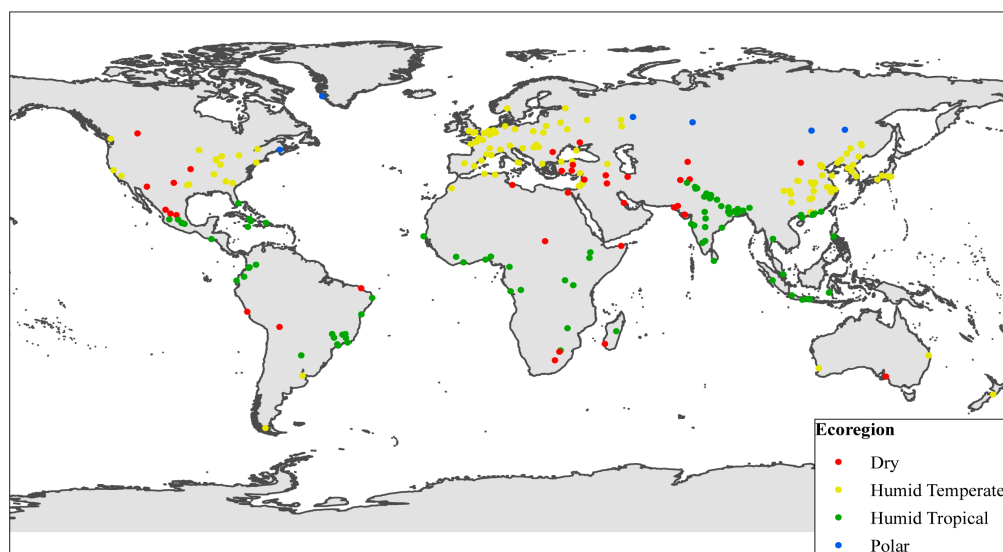 Ecoregion
Dry
Humid Temperate
Humid Tropical
Polar